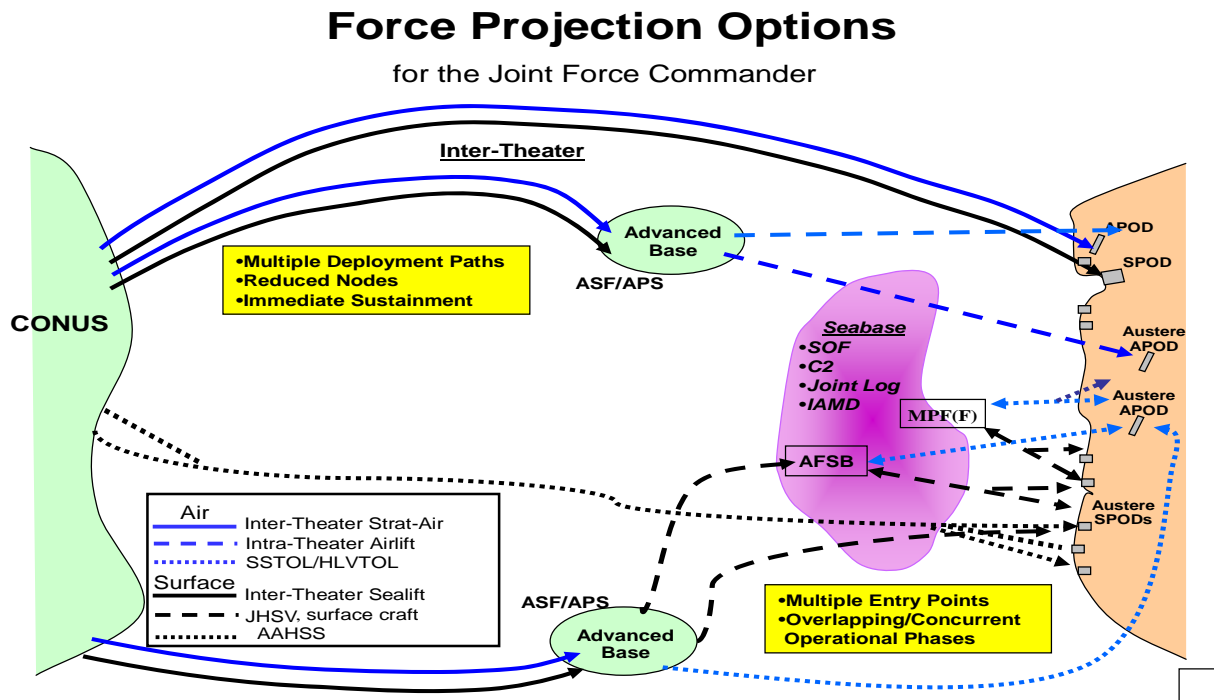 Force Projection Options
for the Joint Force Commander
Inter-Theater
Advanced
Base
ASF/APS
APOD
SPOD
•Multiple Deployment Paths
•Reduced Nodes
•Immediate Sustainment
CONUS
Seabase
•SOF
•C2
•Joint Log
•IAMD
Austere
APOD
Austere
APOD
MPF(F)
AFSB
Austere
SPODs
Air
Inter-Theater Strat-Air
Intra-Theater Airlift
SSTOL/HLVTOL
Surface
Inter-Theater Sealift
JHSV, surface craft
AAHSS
ASF/APS
Advanced
Base
•Multiple Entry Points
•Overlapping/Concurrent
Operational Phases